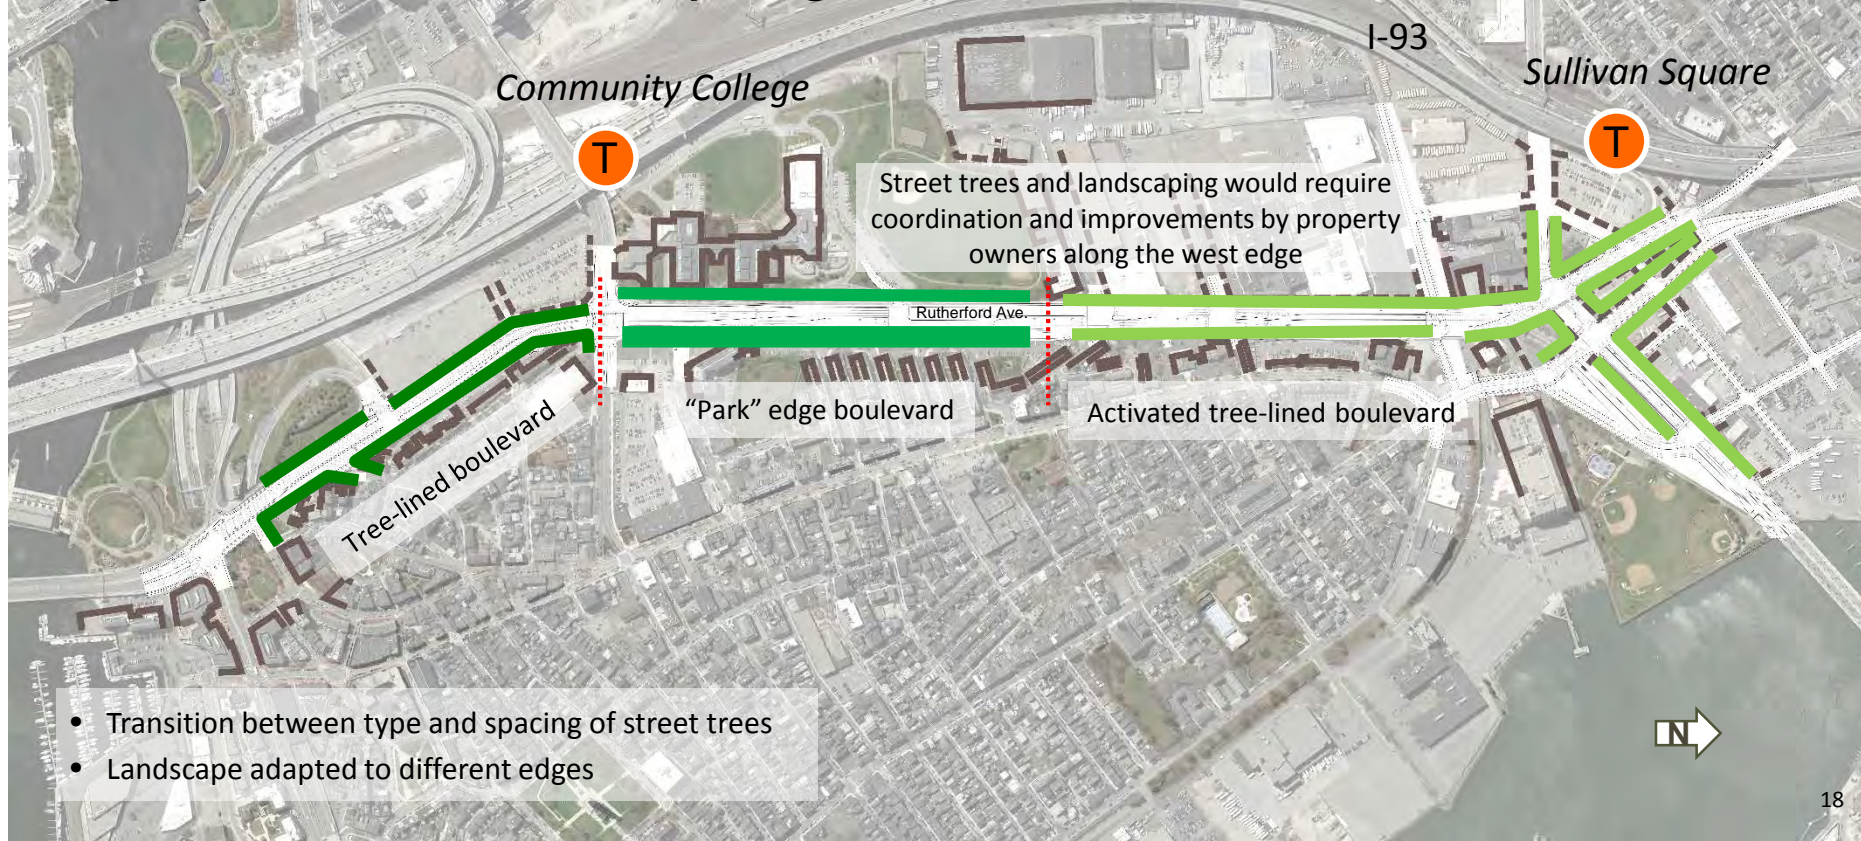 I-93
Community College
Sullivan Square
T
T
Street trees and landscaping would require
coordination and improvements by property
owners along the west edge
Rutherford Ave.
Tree-lined boulevard
“Park” edge boulevard
Activated tree-lined boulevard
• Transition between type and spacing of street trees
• Landscape adapted to different edges
N
18